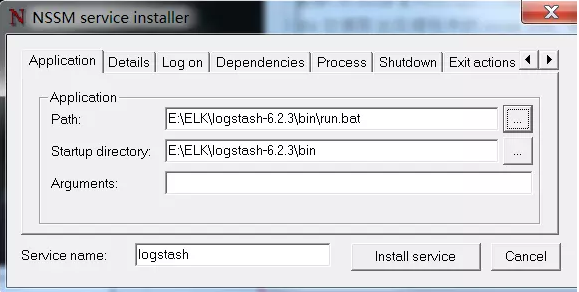 NSSM service installer
Application Details Log on Dependencies Process Shutdown Exit actions
Application
Path: E:\ELK\logstash-6.2.3\bin\run.bat ...
Startup directory: E:\ELK\logstash-6.2.3\bin ...
Arguments:
Service name: logstash Install service Cancel